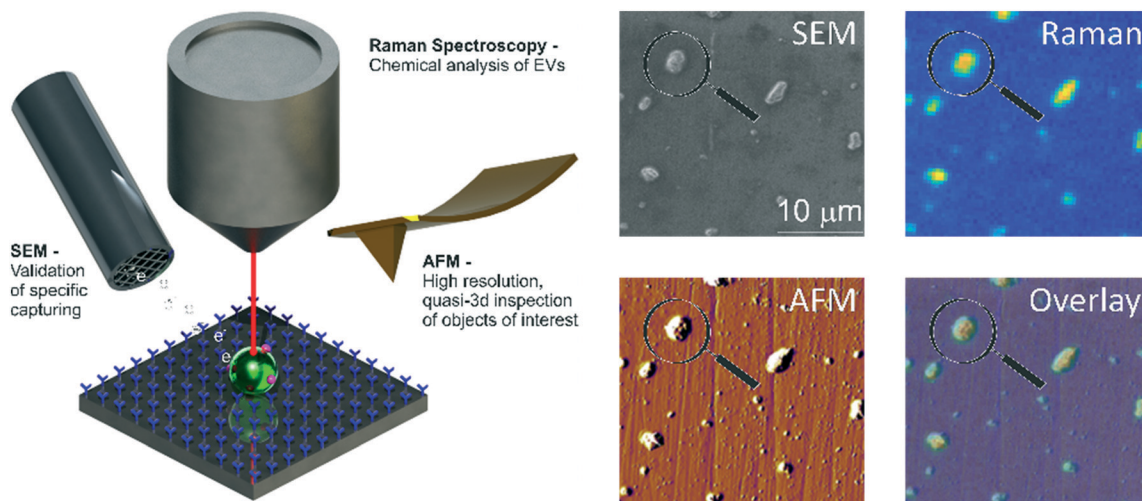 Raman Spectroscopy -
Chemical analysis of EVs
SEM -
Validation
of specific
capturing
AFM -
High resolution,
quasi-3d inspection
of objects of interest
e
e
e
SEM
10 μm
Raman
AFM
Overlay